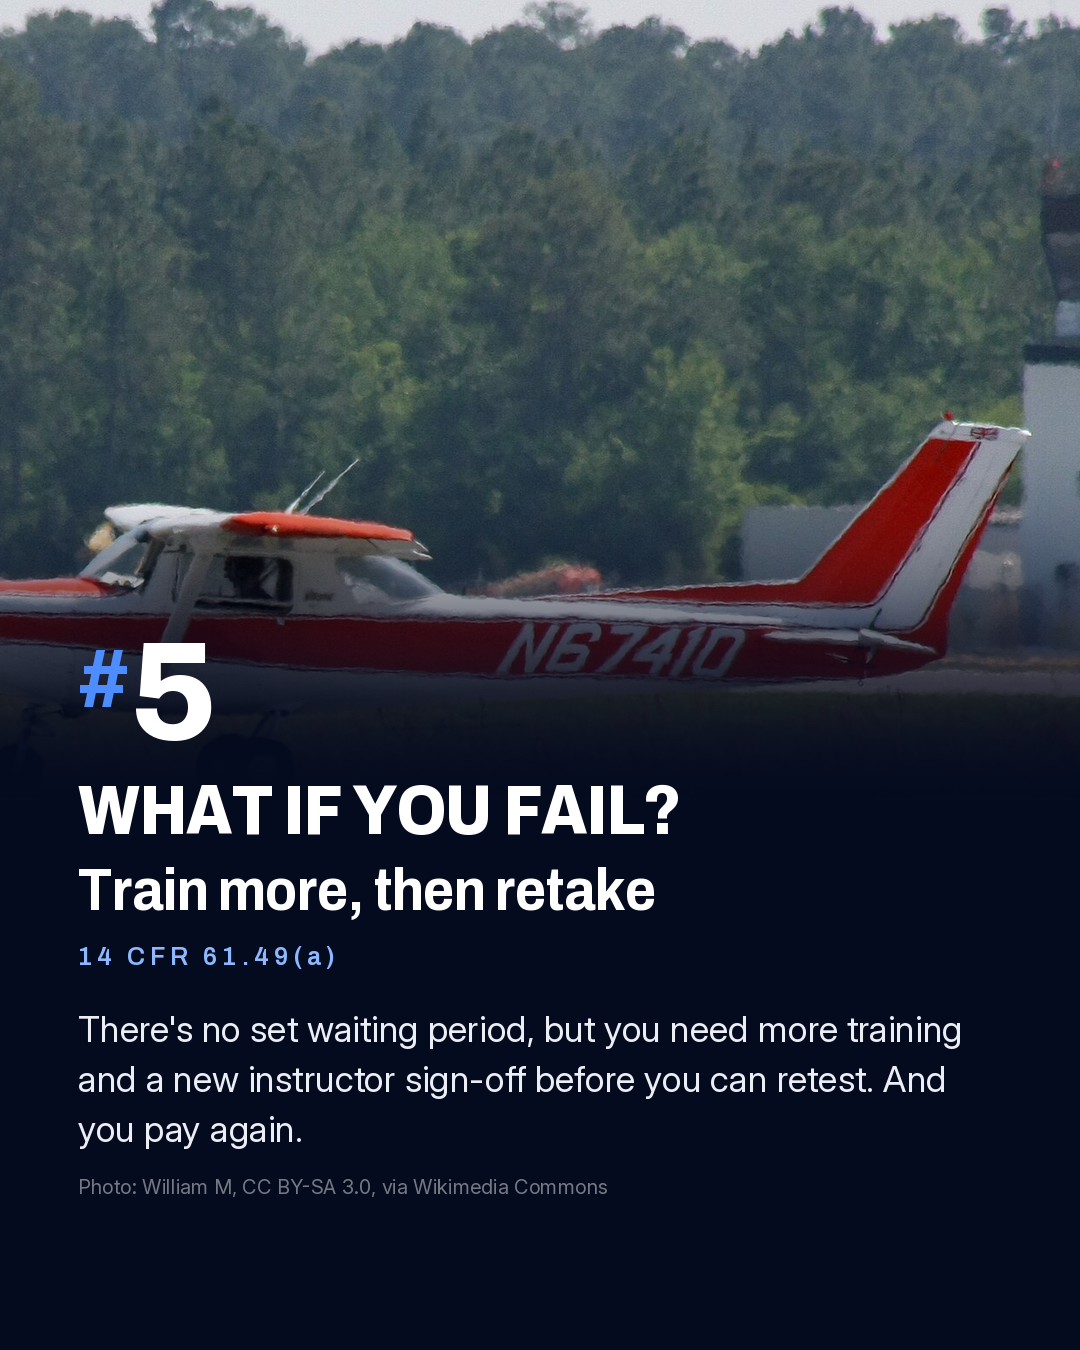 N6741D
#5
WHAT IF YOU FAIL?
Train more, then retake
14 CFR 61.49(a)
There's no set waiting period, but you need more training
and a new instructor sign-off before you can retest. And
you pay again.
Photo: William M, CC BY-SA 3.0, via Wikimedia Commons